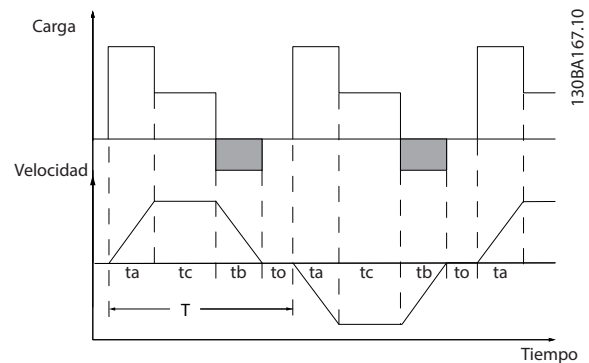 Carga
130BA167.10
Velocidad
ta tc tb to ta tc tb to ta
T
Tiempo